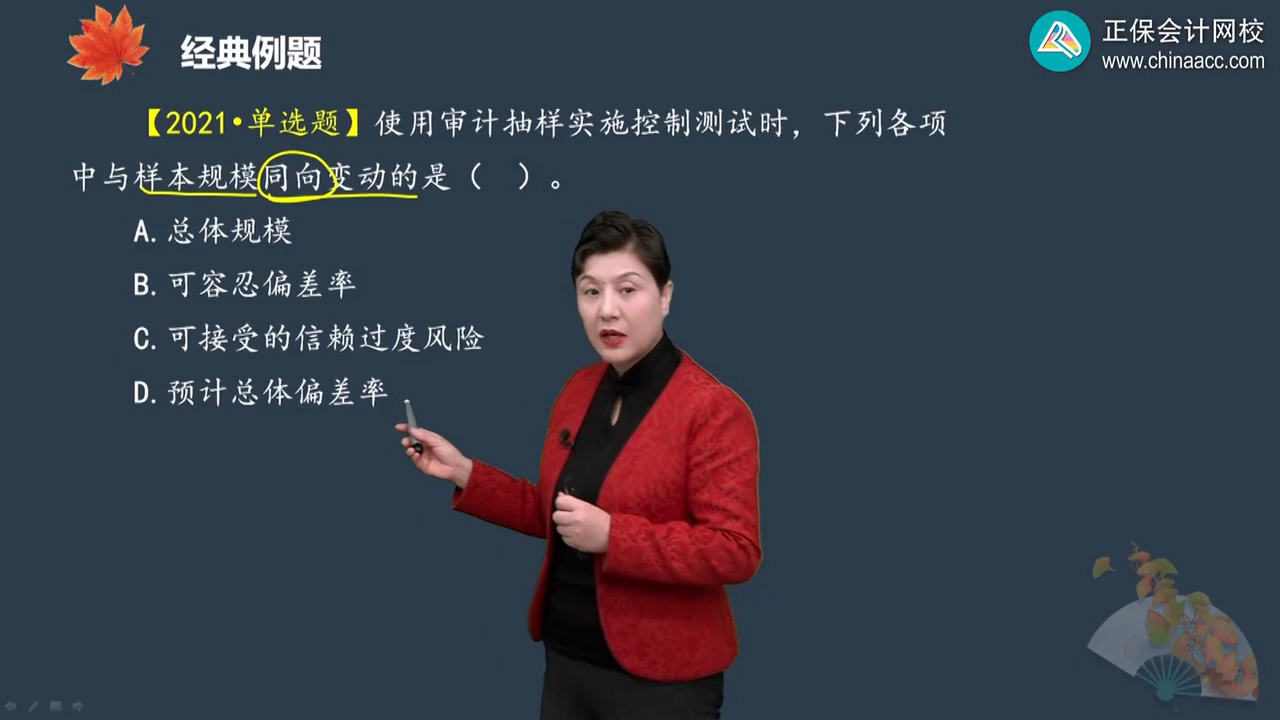 经典例题
正保会计网校
www.chinaacc.com
【2021•单选题】使用审计抽样实施控制测试时，下列各项
中与样本规模同向变动的是（ ）。
A. 总体规模
B. 可容忍偏差率
C. 可接受的信赖过度风险
D. 预计总体偏差率